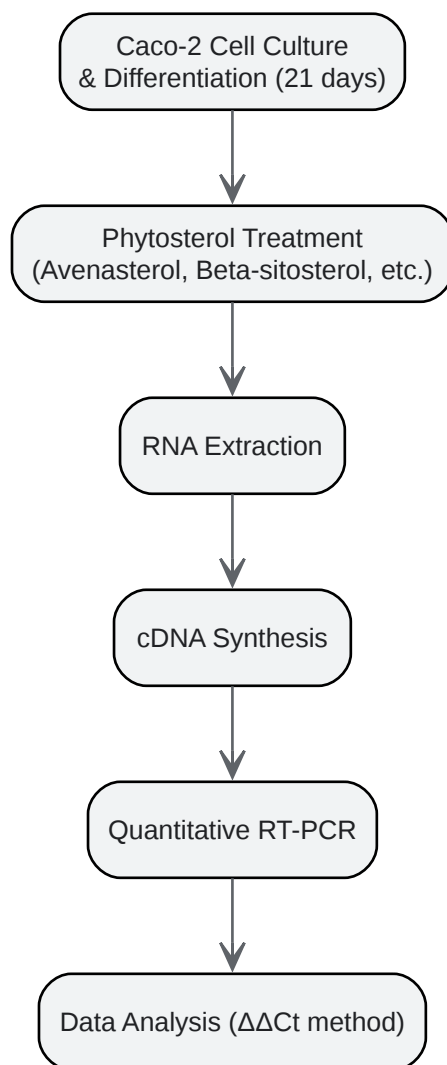 Caco-2 Cell Culture
& Differentiation (21 days)
Phytosterol Treatment
(Avenasterol, Beta-sitosterol, etc.)
RNA Extraction
cDNA Synthesis
Quantitative RT-PCR
Data Analysis (ΔΔCt method)